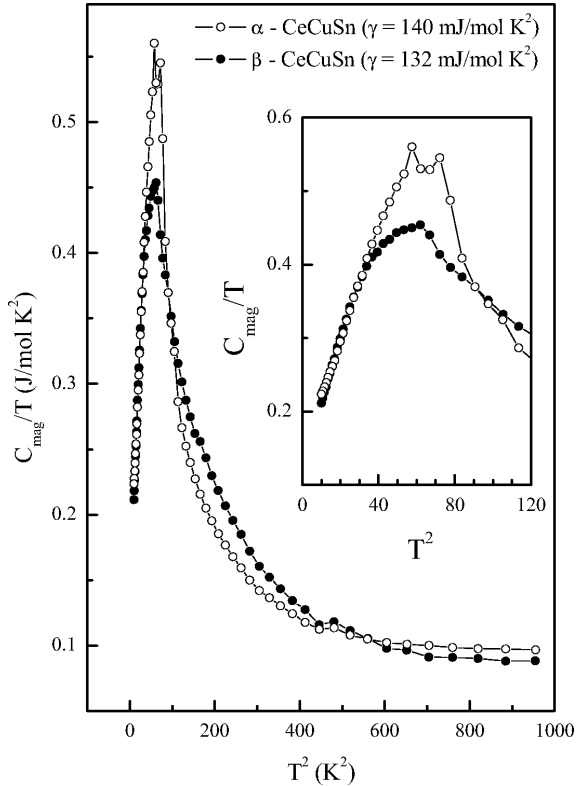 α - CeCuSn (γ = 140 mJ/mol K²)
β - CeCuSn (γ = 132 mJ/mol K²)
0.5
0.4
0.3
0.2
0.1
C_mag/T (J/mol K²)
0 200 400 600 800 1000
T² (K²)
0.6
0.4
0.2
C_mag/T
0 40 80 120
T²